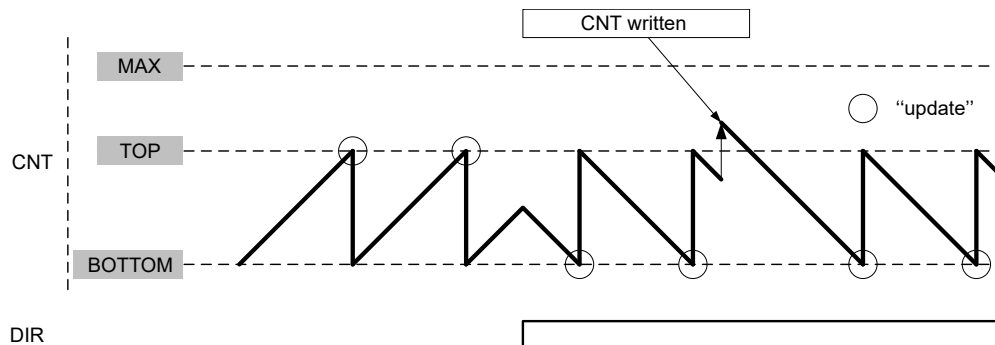 CNT written
MAX
“update”
TOP
CNT
BOTTOM
DIR